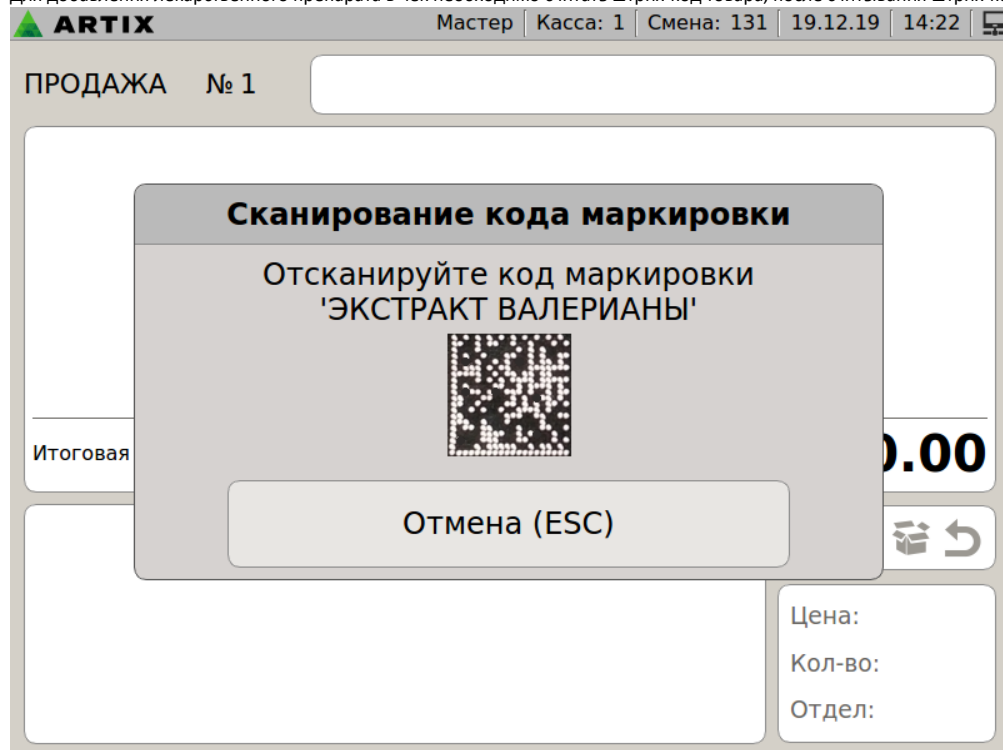 ARTIX Мастер Касса: 1 Смена: 131 19.12.19 14:22
ПРОДАЖА № 1
Сканирование кода маркировки
Отсканируйте код маркировки
'ЭКСТРАКТ ВАЛЕРИАНЫ'
Итоговая 0.00
Отмена (ESC)
Цена:
Кол-во:
Отдел: